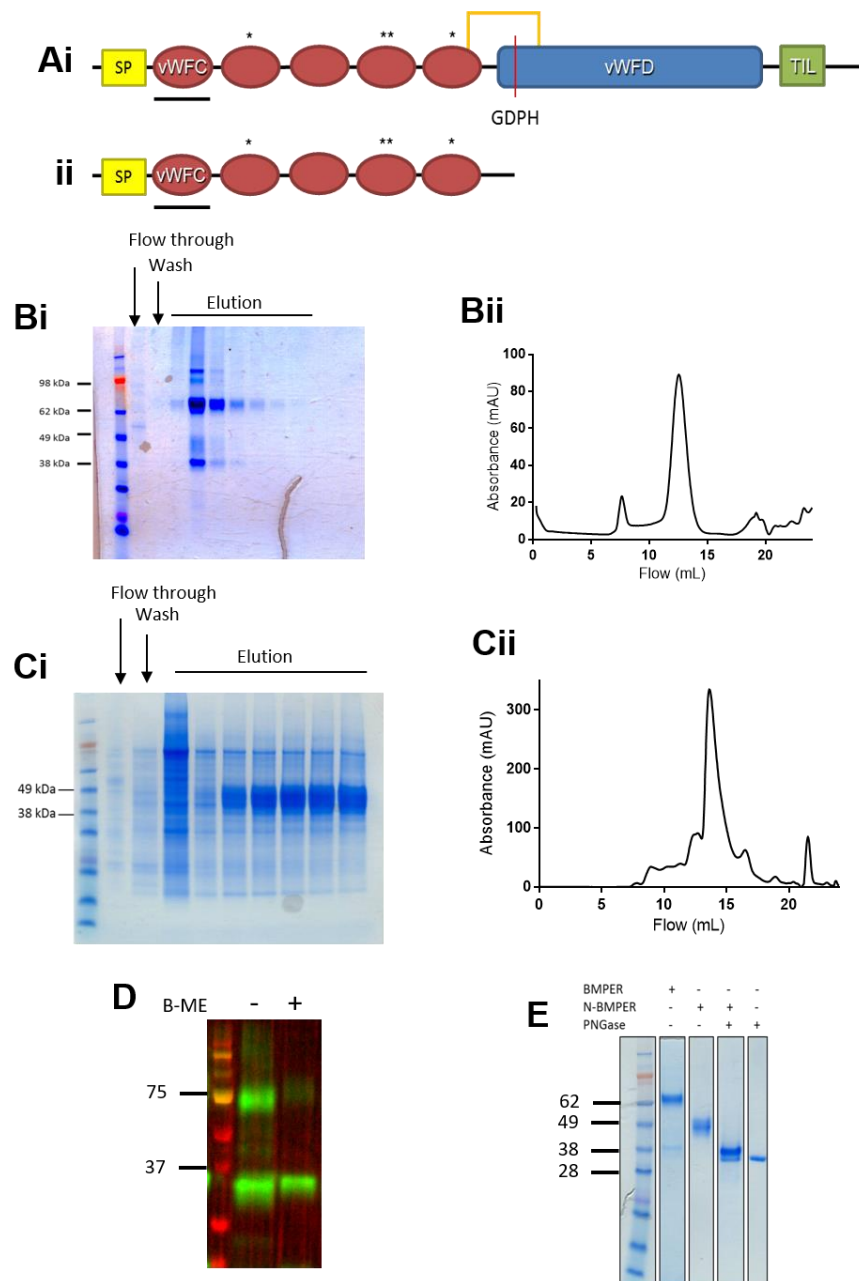 Ai
SP
vWFC
*
**
*
vWFD
TIL
GDPH
ii
SP
vWFC
*
**
*
Flow through
Wash
Elution
Bi
98 kDa
62 kDa
49 kDa
38 kDa
Bii
Absorbance (mAU)
100
80
60
40
20
0
0 5 10 15 20
Flow (mL)
Flow through
Wash
Elution
Ci
49 kDa
38 kDa
Cii
Absorbance (mAU)
300
200
100
0
0 5 10 15 20
Flow (mL)
D
B-ME - +
75
37
E
BMPER + - - -
N-BMPER - + + -
PNGase - - + +
62
49
38
28